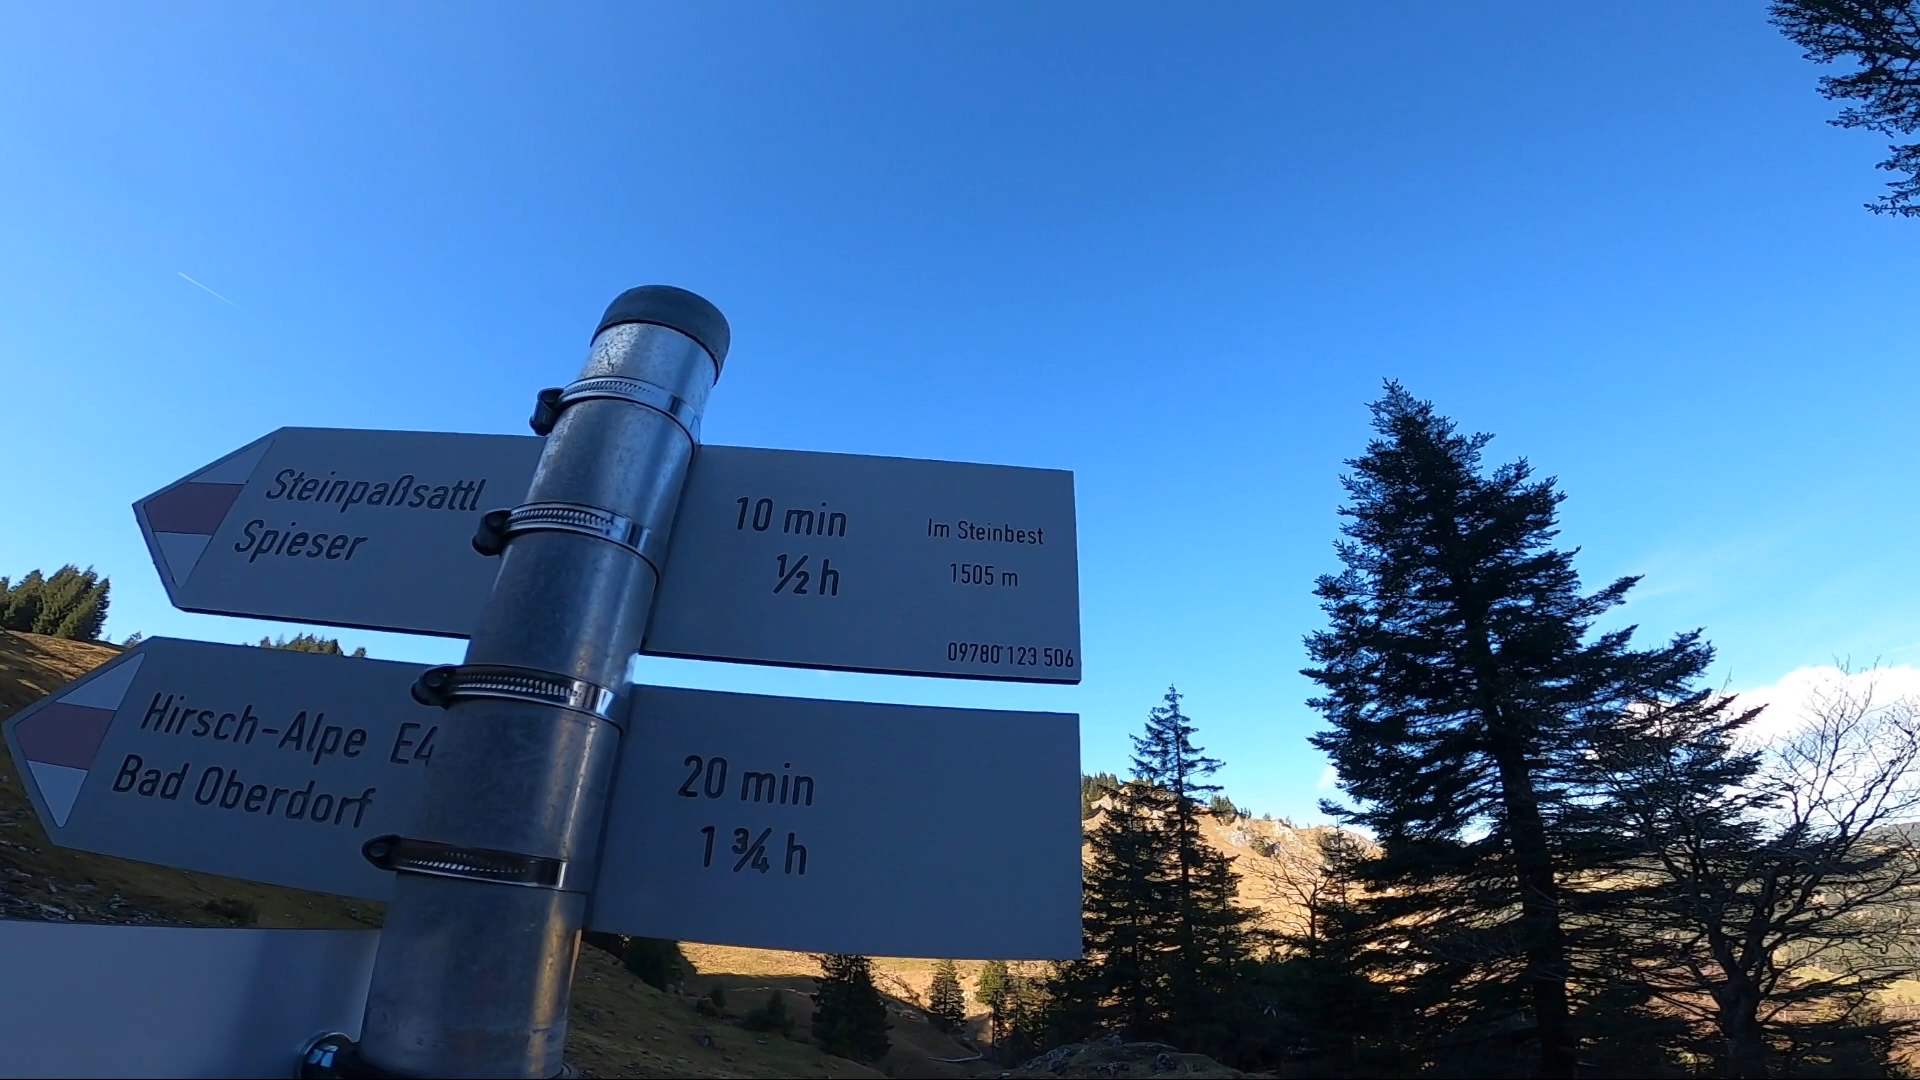 Steinpaßsattl 10 min
Spieser ½ h
Im Steinbest
1505 m
09780 123 506
Hirsch-Alpe E4 20 min
Bad Oberdorf 1 ¾ h